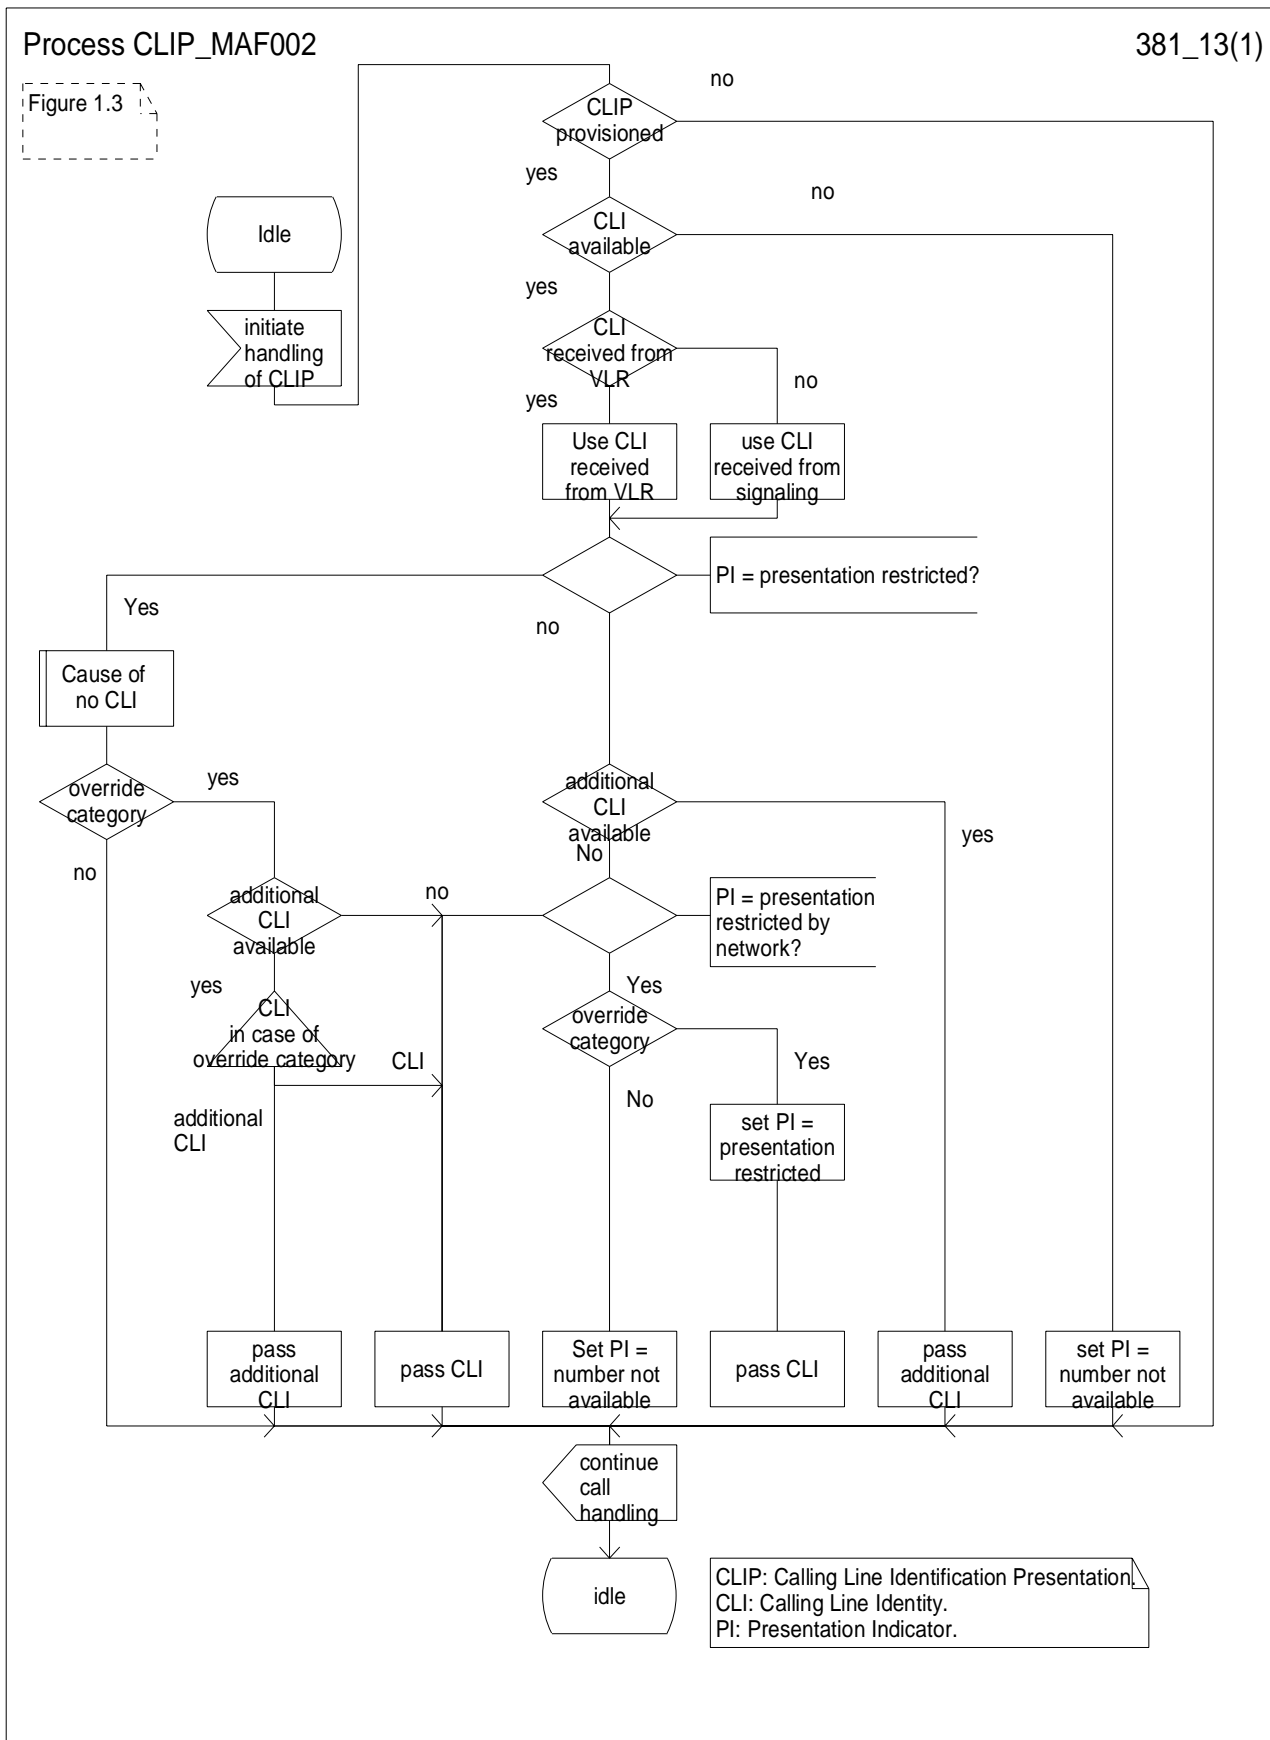 Process CLIP_MAF002
381_13(1)
Figure 1.3
no
CLIP
provisioned
yes
no
Idle
CLI
available
yes
initiate
handling
of CLIP
CLI
received from
VLR
no
yes
Use CLI
received
from VLR
use CLI
received from
signaling
PI = presentation restricted?
Yes
no
Cause of
no CLI
yes
override
category
additional
CLI
available
yes
No
no
no
additional
CLI
available
PI = presentation
restricted by
network?
yes
Yes
CLI
in case of
override category
override
category
CLI
Yes
No
additional
CLI
set PI =
presentation
restricted
pass
additional
CLI
pass CLI
Set PI =
number not
available
pass CLI
pass
additional
CLI
set PI =
number not
available
continue
call
handling
idle
CLIP: Calling Line Identification Presentation.
CLI: Calling Line Identity.
PI: Presentation Indicator.